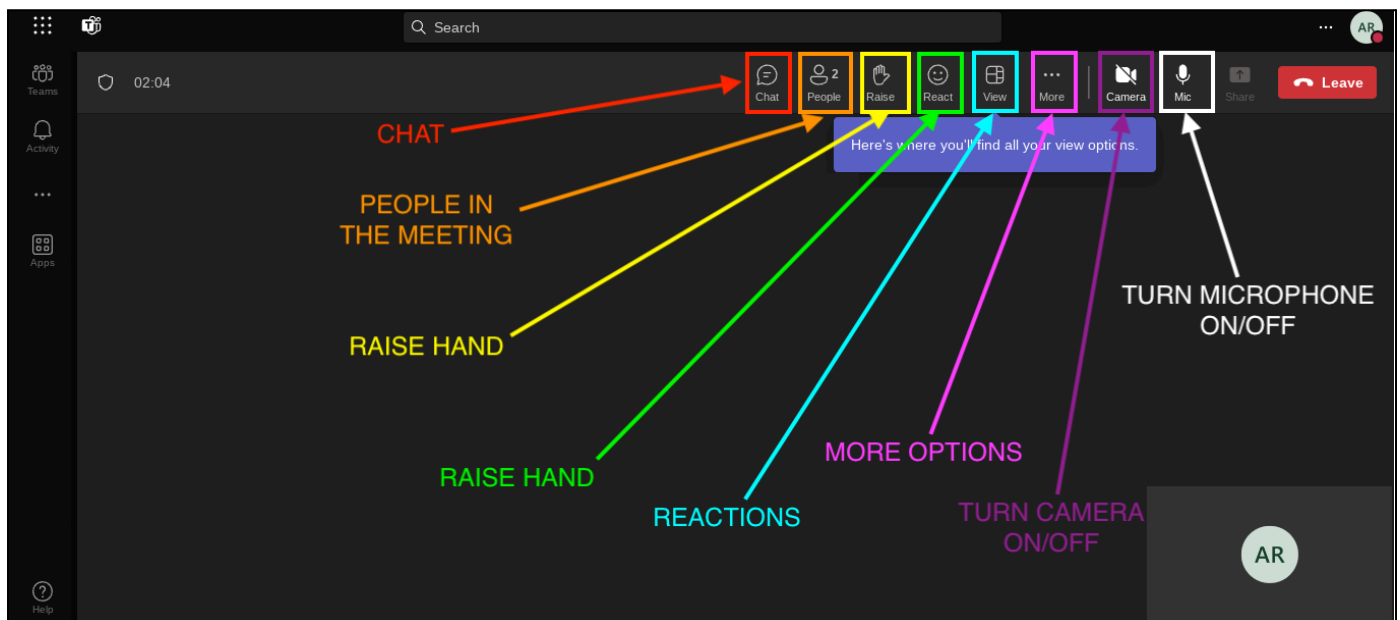 Search
AR
Teams
02:04
2
Chat
People
Raise
React
View
More
Camera
Mic
Share
Leave
Activity
CHAT
Here's where you'll find all your view options.
PEOPLE IN
THE MEETING
Apps
TURN MICROPHONE
ON/OFF
RAISE HAND
MORE OPTIONS
RAISE HAND
REACTIONS
TURN CAMERA
ON/OFF
AR
Help